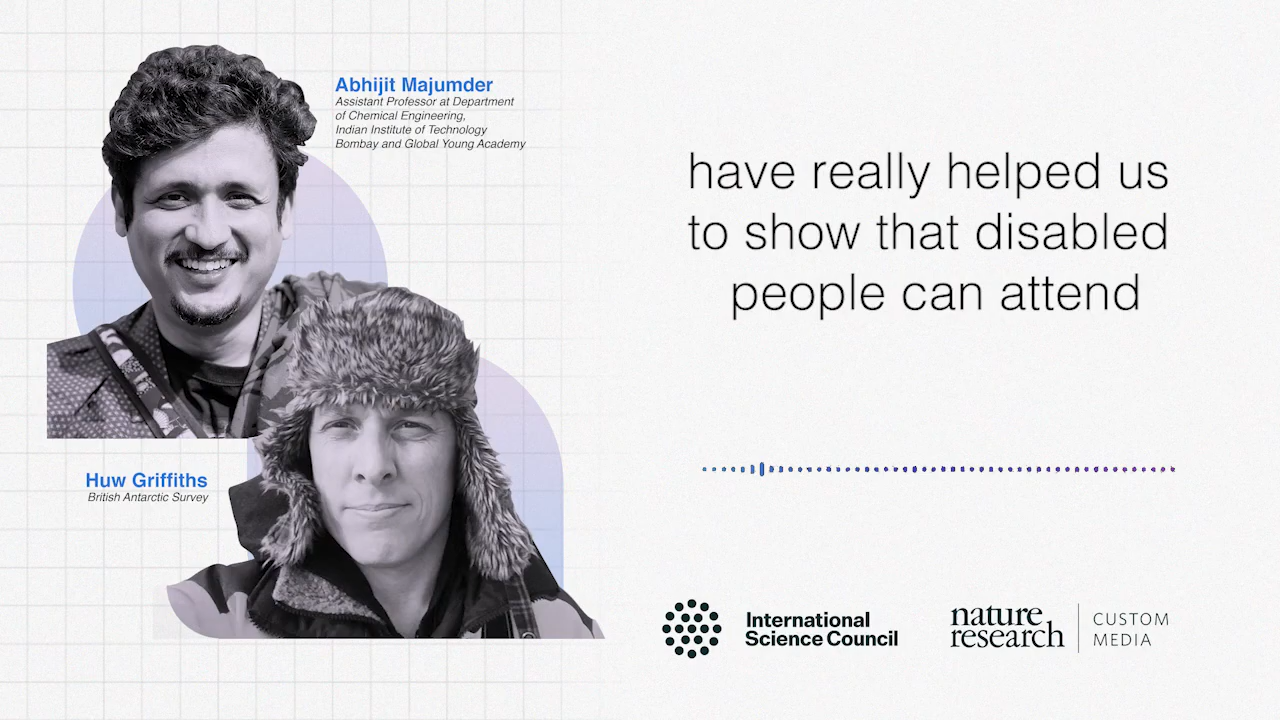 Abhijit Majumder
Assistant Professor at Department
of Chemical Engineering,
Indian Institute of Technology
Bombay and Global Young Academy
Huw Griffiths
British Antarctic Survey
have really helped us
to show that disabled
people can attend
International
Science Council
nature
research
CUSTOM
MEDIA